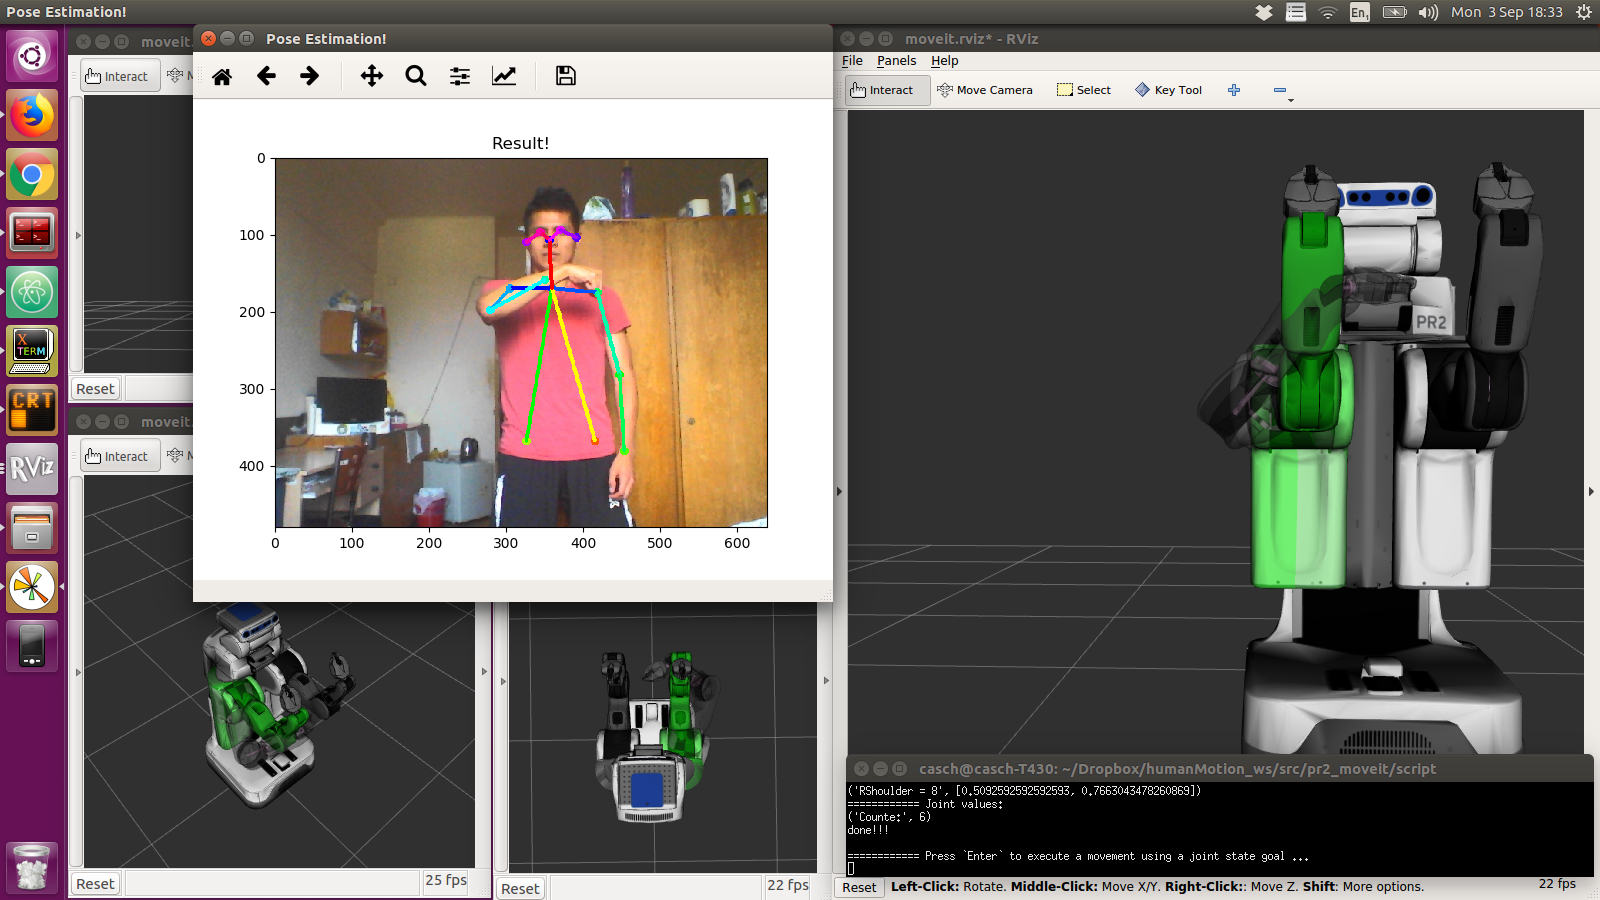 Pose Estimation!
En1
Mon 3 Sep 18:33
moveit.
Interact
M
Reset
Pose Estimation!
Result!
0
100
200
300
400
0
100
200
300
400
500
600
moveit.rviz* - RViz
File
Panels
Help
Interact
Move Camera
Select
Key Tool
PR2
X
TERM
CRT
RViz
moveit.
Interact
M
Reset
25 fps
Reset
22 fps
casch@casch-T430: ~/Dropbox/humanMotion_ws/src/pr2_moveit/script
('RShoulder = 8', [0.5092592592592593, 0.7663043478260869])
============ Joint values:
('Counte:', 6)
done!!!
============ Press `Enter` to execute a movement using a joint state goal ...
Reset
Left-Click: Rotate. Middle-Click: Move X/Y. Right-Click:: Move Z. Shift: More options.
22 fps